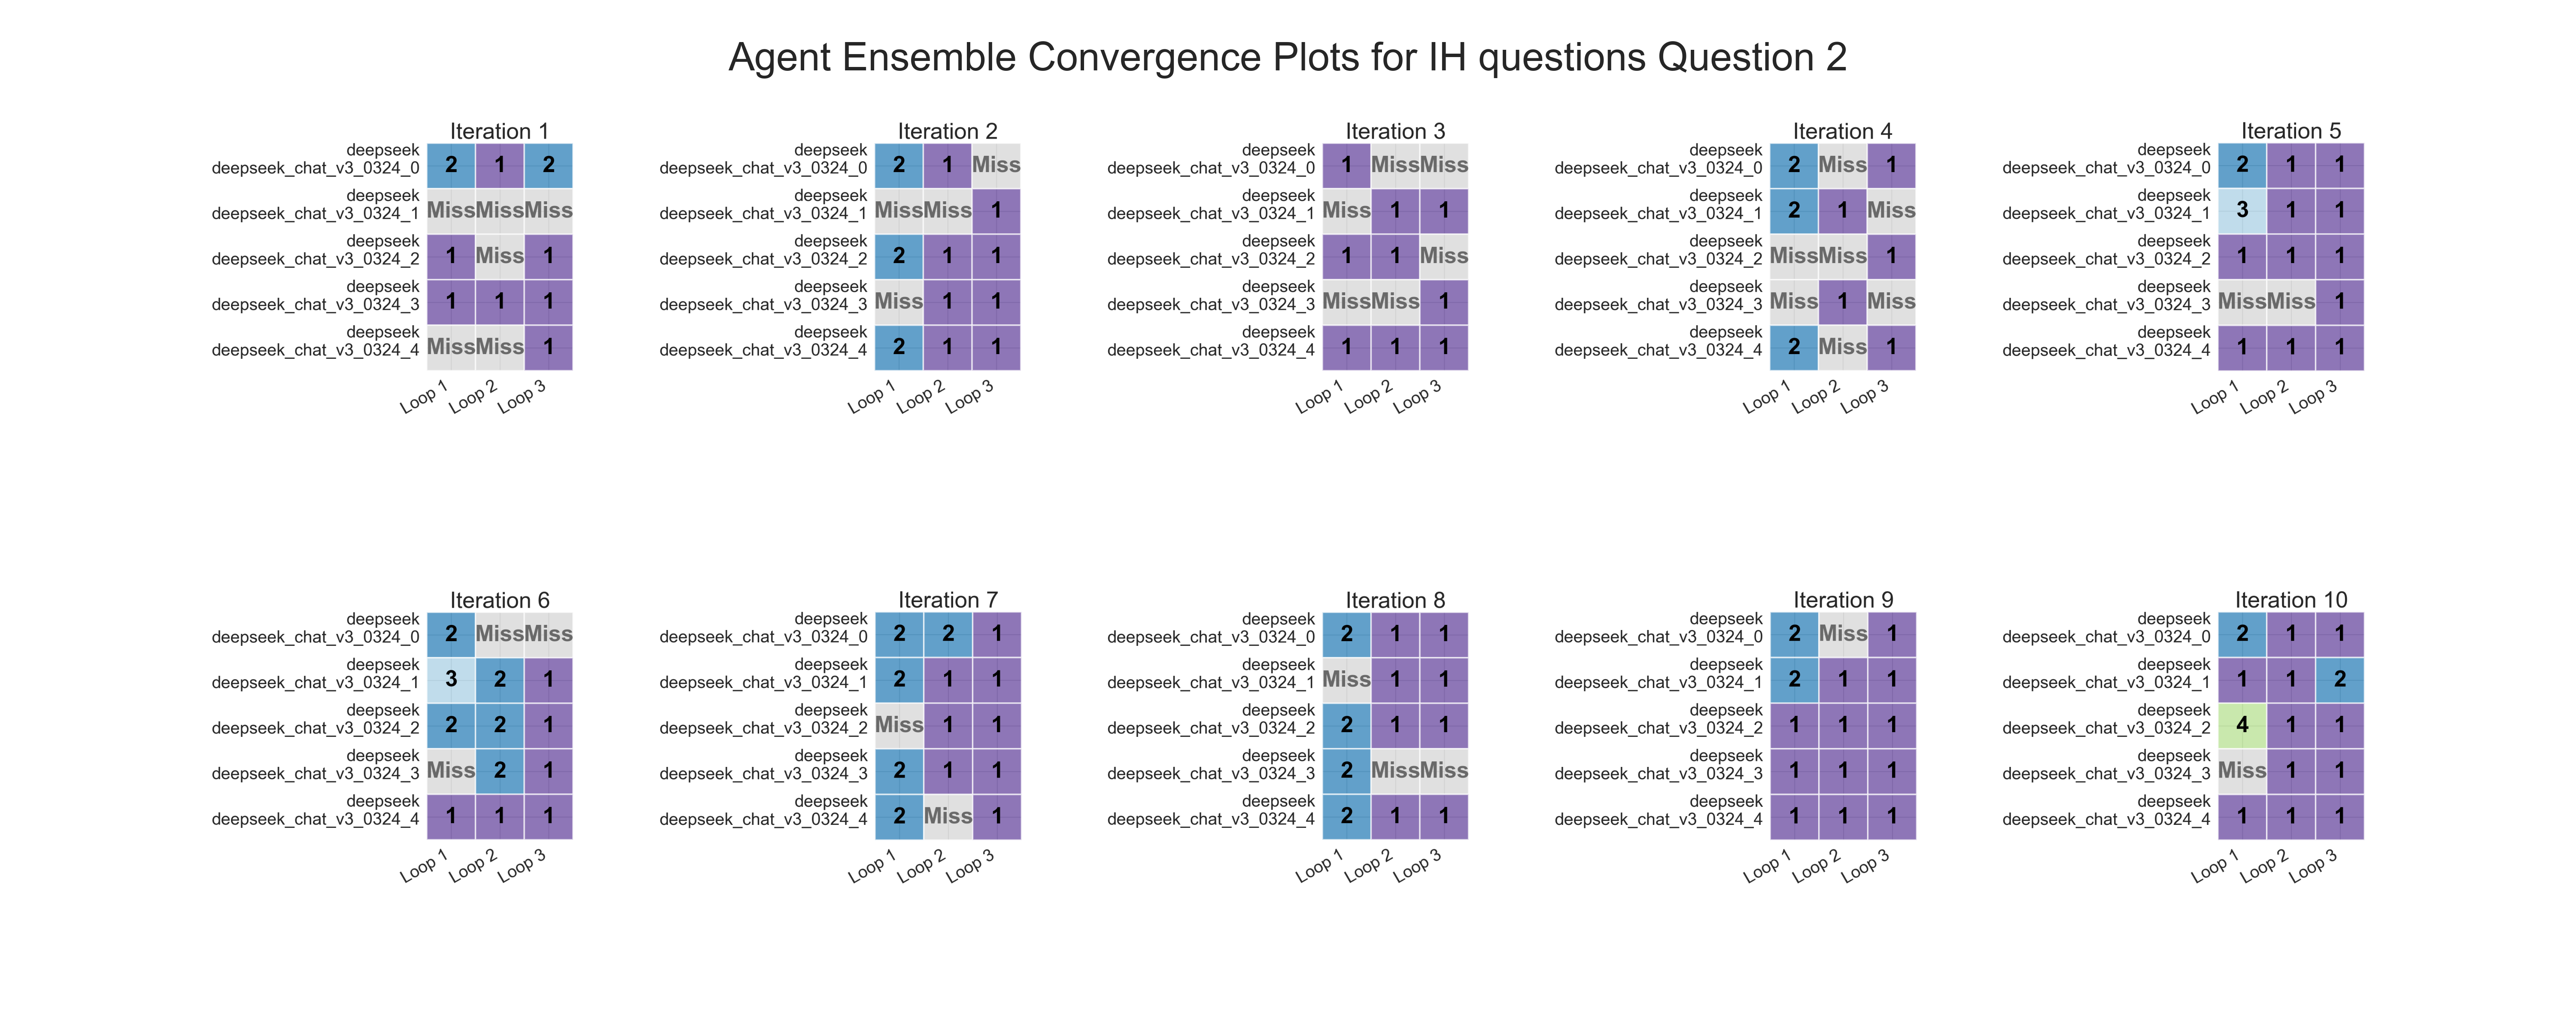 Agent Ensemble Convergence Plots for IH questions Question 2
Iteration 1
deepseek
deepseek_chat_v3_0324_0 2 1 2
deepseek
deepseek_chat_v3_0324_1 Miss Miss Miss
deepseek
deepseek_chat_v3_0324_2 1 Miss 1
deepseek
deepseek_chat_v3_0324_3 1 1 1
deepseek
deepseek_chat_v3_0324_4 Miss Miss 1
Loop 1 Loop 2 Loop 3
Iteration 2
deepseek
deepseek_chat_v3_0324_0 2 1 Miss
deepseek
deepseek_chat_v3_0324_1 Miss Miss 1
deepseek
deepseek_chat_v3_0324_2 2 1 1
deepseek
deepseek_chat_v3_0324_3 Miss 1 1
deepseek
deepseek_chat_v3_0324_4 2 1 1
Loop 1 Loop 2 Loop 3
Iteration 3
deepseek
deepseek_chat_v3_0324_0 1 Miss Miss
deepseek
deepseek_chat_v3_0324_1 Miss 1 1
deepseek
deepseek_chat_v3_0324_2 1 1 Miss
deepseek
deepseek_chat_v3_0324_3 Miss Miss 1
deepseek
deepseek_chat_v3_0324_4 1 1 1
Loop 1 Loop 2 Loop 3
Iteration 4
deepseek
deepseek_chat_v3_0324_0 2 Miss 1
deepseek
deepseek_chat_v3_0324_1 2 1 Miss
deepseek
deepseek_chat_v3_0324_2 Miss Miss 1
deepseek
deepseek_chat_v3_0324_3 Miss 1 Miss
deepseek
deepseek_chat_v3_0324_4 2 Miss 1
Loop 1 Loop 2 Loop 3
Iteration 5
deepseek
deepseek_chat_v3_0324_0 2 1 1
deepseek
deepseek_chat_v3_0324_1 3 1 1
deepseek
deepseek_chat_v3_0324_2 1 1 1
deepseek
deepseek_chat_v3_0324_3 Miss Miss 1
deepseek
deepseek_chat_v3_0324_4 1 1 1
Loop 1 Loop 2 Loop 3
Iteration 6
deepseek
deepseek_chat_v3_0324_0 2 Miss Miss
deepseek
deepseek_chat_v3_0324_1 3 2 1
deepseek
deepseek_chat_v3_0324_2 2 2 1
deepseek
deepseek_chat_v3_0324_3 Miss 2 1
deepseek
deepseek_chat_v3_0324_4 1 1 1
Loop 1 Loop 2 Loop 3
Iteration 7
deepseek
deepseek_chat_v3_0324_0 2 2 1
deepseek
deepseek_chat_v3_0324_1 2 1 1
deepseek
deepseek_chat_v3_0324_2 Miss 1 1
deepseek
deepseek_chat_v3_0324_3 2 1 1
deepseek
deepseek_chat_v3_0324_4 2 Miss 1
Loop 1 Loop 2 Loop 3
Iteration 8
deepseek
deepseek_chat_v3_0324_0 2 1 1
deepseek
deepseek_chat_v3_0324_1 Miss 1 1
deepseek
deepseek_chat_v3_0324_2 2 1 1
deepseek
deepseek_chat_v3_0324_3 2 Miss Miss
deepseek
deepseek_chat_v3_0324_4 2 1 1
Loop 1 Loop 2 Loop 3
Iteration 9
deepseek
deepseek_chat_v3_0324_0 2 Miss 1
deepseek
deepseek_chat_v3_0324_1 2 1 1
deepseek
deepseek_chat_v3_0324_2 1 1 1
deepseek
deepseek_chat_v3_0324_3 1 1 1
deepseek
deepseek_chat_v3_0324_4 1 1 1
Loop 1 Loop 2 Loop 3
Iteration 10
deepseek
deepseek_chat_v3_0324_0 2 1 1
deepseek
deepseek_chat_v3_0324_1 1 1 2
deepseek
deepseek_chat_v3_0324_2 4 1 1
deepseek
deepseek_chat_v3_0324_3 Miss 1 1
deepseek
deepseek_chat_v3_0324_4 1 1 1
Loop 1 Loop 2 Loop 3